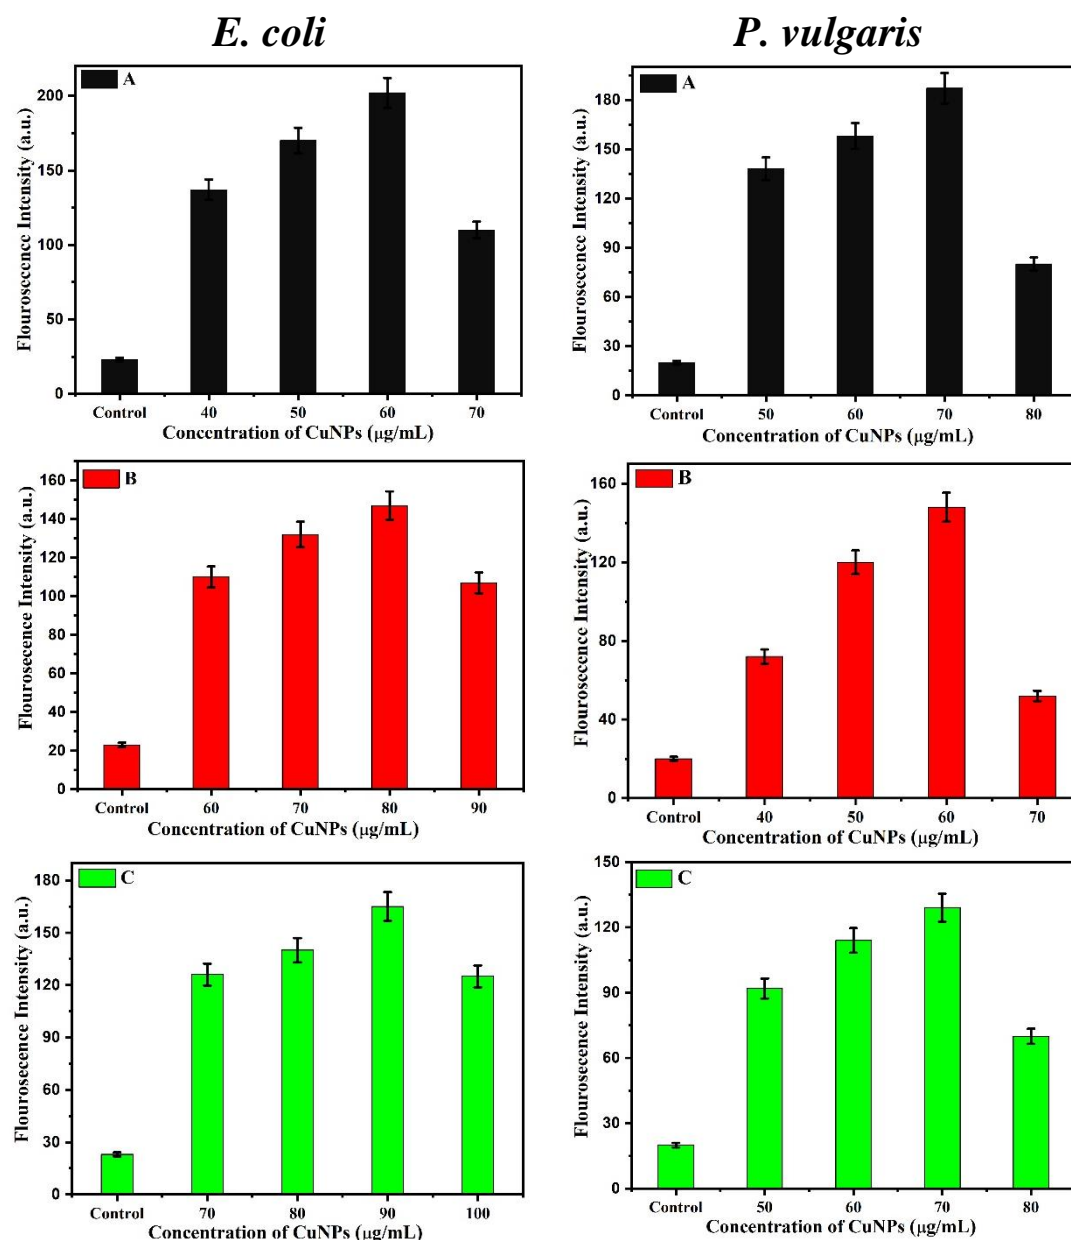 E. coli
P. vulgaris
A
Flourosecence Intensity (a.u.)
200
150
100
50
0
Control 40 50 60 70
Concentration of CuNPs (μg/mL)
A
Flourosecence Intensity (a.u.)
180
150
120
90
60
30
0
Control 50 60 70 80
Concentration of CuNPs (μg/mL)
B
Flourosecence Intensity (a.u.)
160
140
120
100
80
60
40
20
0
Control 60 70 80 90
Concentration of CuNPs (μg/mL)
B
Flourosecence Intensity (a.u.)
160
120
80
40
0
Control 40 50 60 70
Concentration of CuNPs (μg/mL)
C
Flourosecence Intensity (a.u.)
180
150
120
90
60
30
0
Control 70 80 90 100
Concentration of CuNPs (μg/mL)
C
Flourosecence Intensity (a.u.)
150
120
90
60
30
0
Control 50 60 70 80
Concentration of CuNPs (μg/mL)